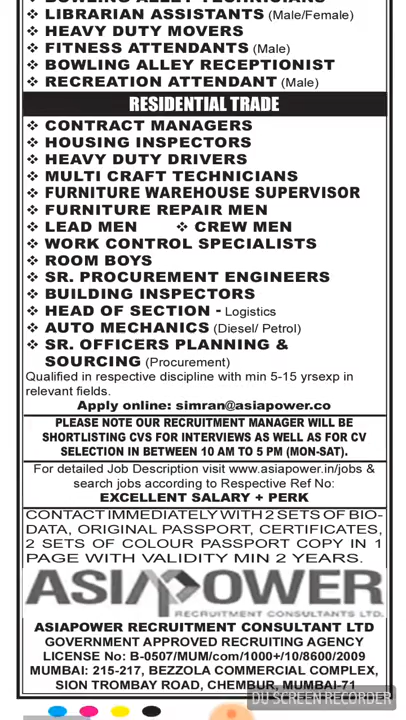 BOWLING ALLEY TECHNICIANS
❖ LIBRARIAN ASSISTANTS (Male/Female)
❖ HEAVY DUTY MOVERS
❖ FITNESS ATTENDANTS (Male)
❖ BOWLING ALLEY RECEPTIONIST
❖ RECREATION ATTENDANT (Male)
RESIDENTIAL TRADE
❖ CONTRACT MANAGERS
❖ HOUSING INSPECTORS
❖ HEAVY DUTY DRIVERS
❖ MULTI CRAFT TECHNICIANS
❖ FURNITURE WAREHOUSE SUPERVISOR
❖ FURNITURE REPAIR MEN
❖ LEAD MEN ❖ CREW MEN
❖ WORK CONTROL SPECIALISTS
❖ ROOM BOYS
❖ SR. PROCUREMENT ENGINEERS
❖ BUILDING INSPECTORS
❖ HEAD OF SECTION - Logistics
❖ AUTO MECHANICS (Diesel/ Petrol)
❖ SR. OFFICERS PLANNING &
SOURCING (Procurement)
Qualified in respective discipline with min 5-15 yrsexp in
relevant fields.
Apply online: simran@asiapower.co
PLEASE NOTE OUR RECRUITMENT MANAGER WILL BE
SHORTLISTING CVS FOR INTERVIEWS AS WELL AS FOR CV
SELECTION IN BETWEEN 10 AM TO 5 PM (MON-SAT).
For detailed Job Description visit www.asiapower.in/jobs &
search jobs according to Respective Ref No:
EXCELLENT SALARY + PERK
CONTACT IMMEDIATELY WITH 2 SETS OF BIO-
DATA, ORIGINAL PASSPORT, CERTIFICATES,
2 SETS OF COLOUR PASSPORT COPY IN 1
PAGE WITH VALIDITY MIN 2 YEARS.
ASIAPOWER
RECRUITMENT CONSULTANTS LTD.
ASIAPOWER RECRUITMENT CONSULTANT LTD
GOVERNMENT APPROVED RECRUITING AGENCY
LICENSE No: B-0507/MUM/com/1000+/10/8600/2009
MUMBAI: 215-217, BEZZOLA COMMERCIAL COMPLEX,
SION TROMBAY ROAD, CHEMBUR, MUMBAI-71
DU SCREEN RECORDER